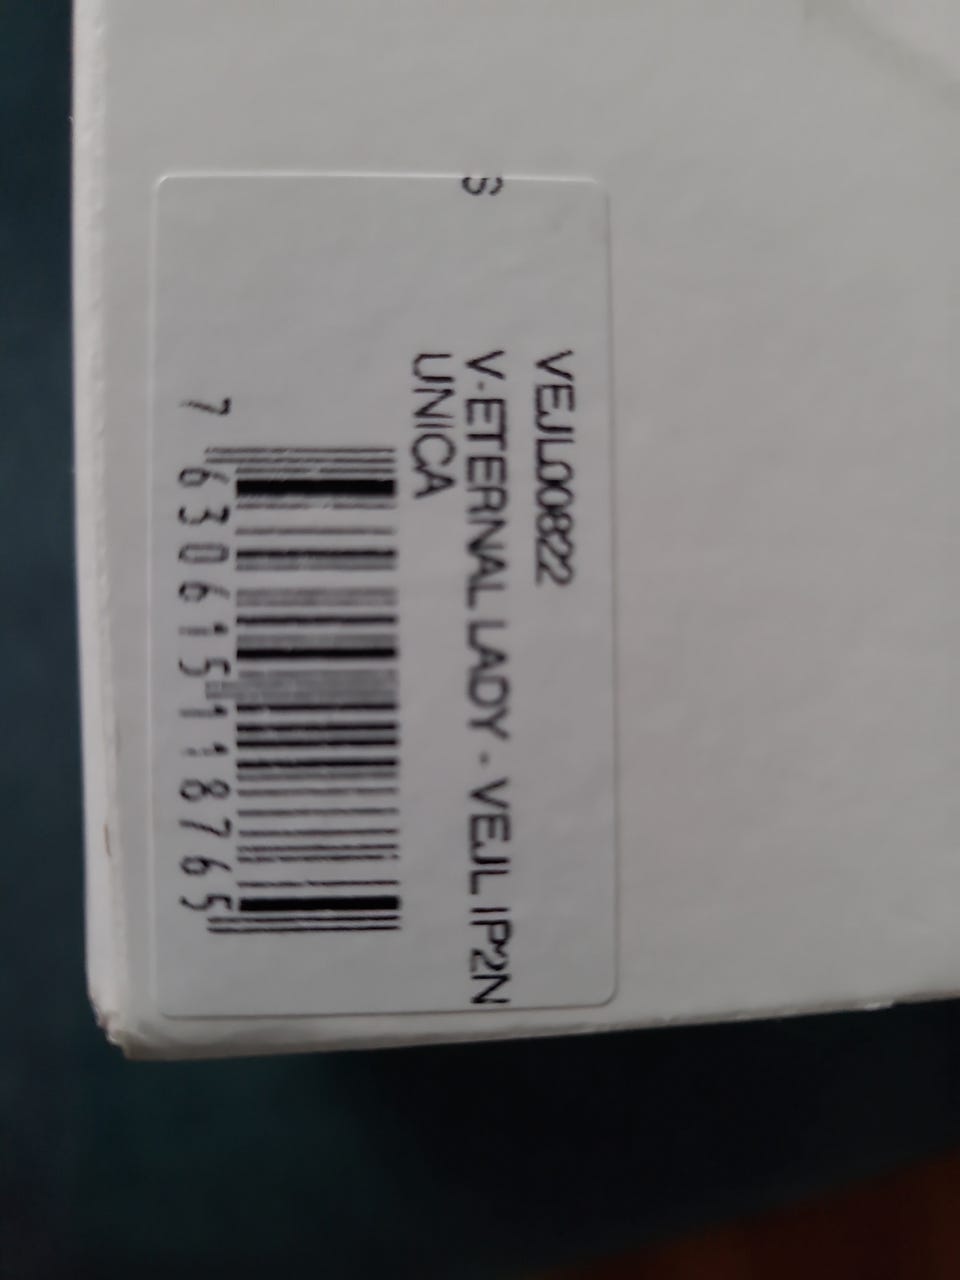 S
VEJL00822
V-ETERNAL LADY - VEJL IP2N
UNICA
7 630615 118765